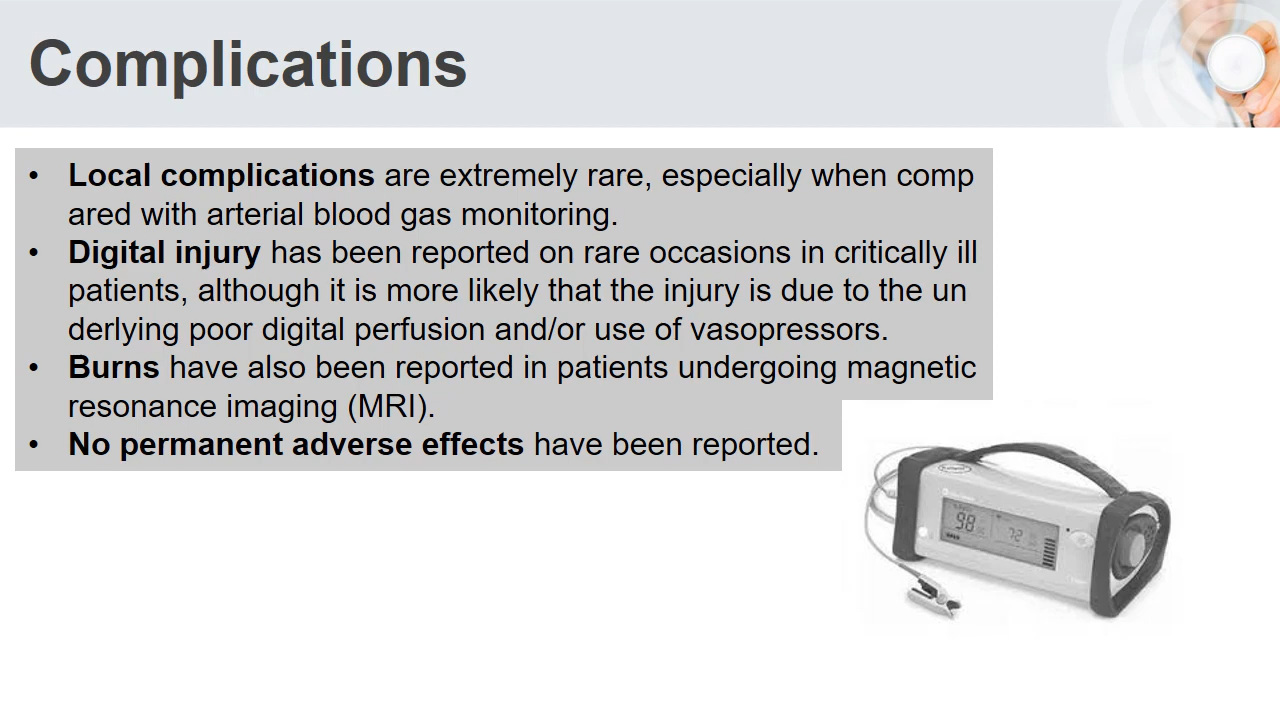 Complications
• Local complications are extremely rare, especially when comp
ared with arterial blood gas monitoring.
• Digital injury has been reported on rare occasions in critically ill
patients, although it is more likely that the injury is due to the un
derlying poor digital perfusion and/or use of vasopressors.
• Burns have also been reported in patients undergoing magnetic
resonance imaging (MRI).
• No permanent adverse effects have been reported.
98
72